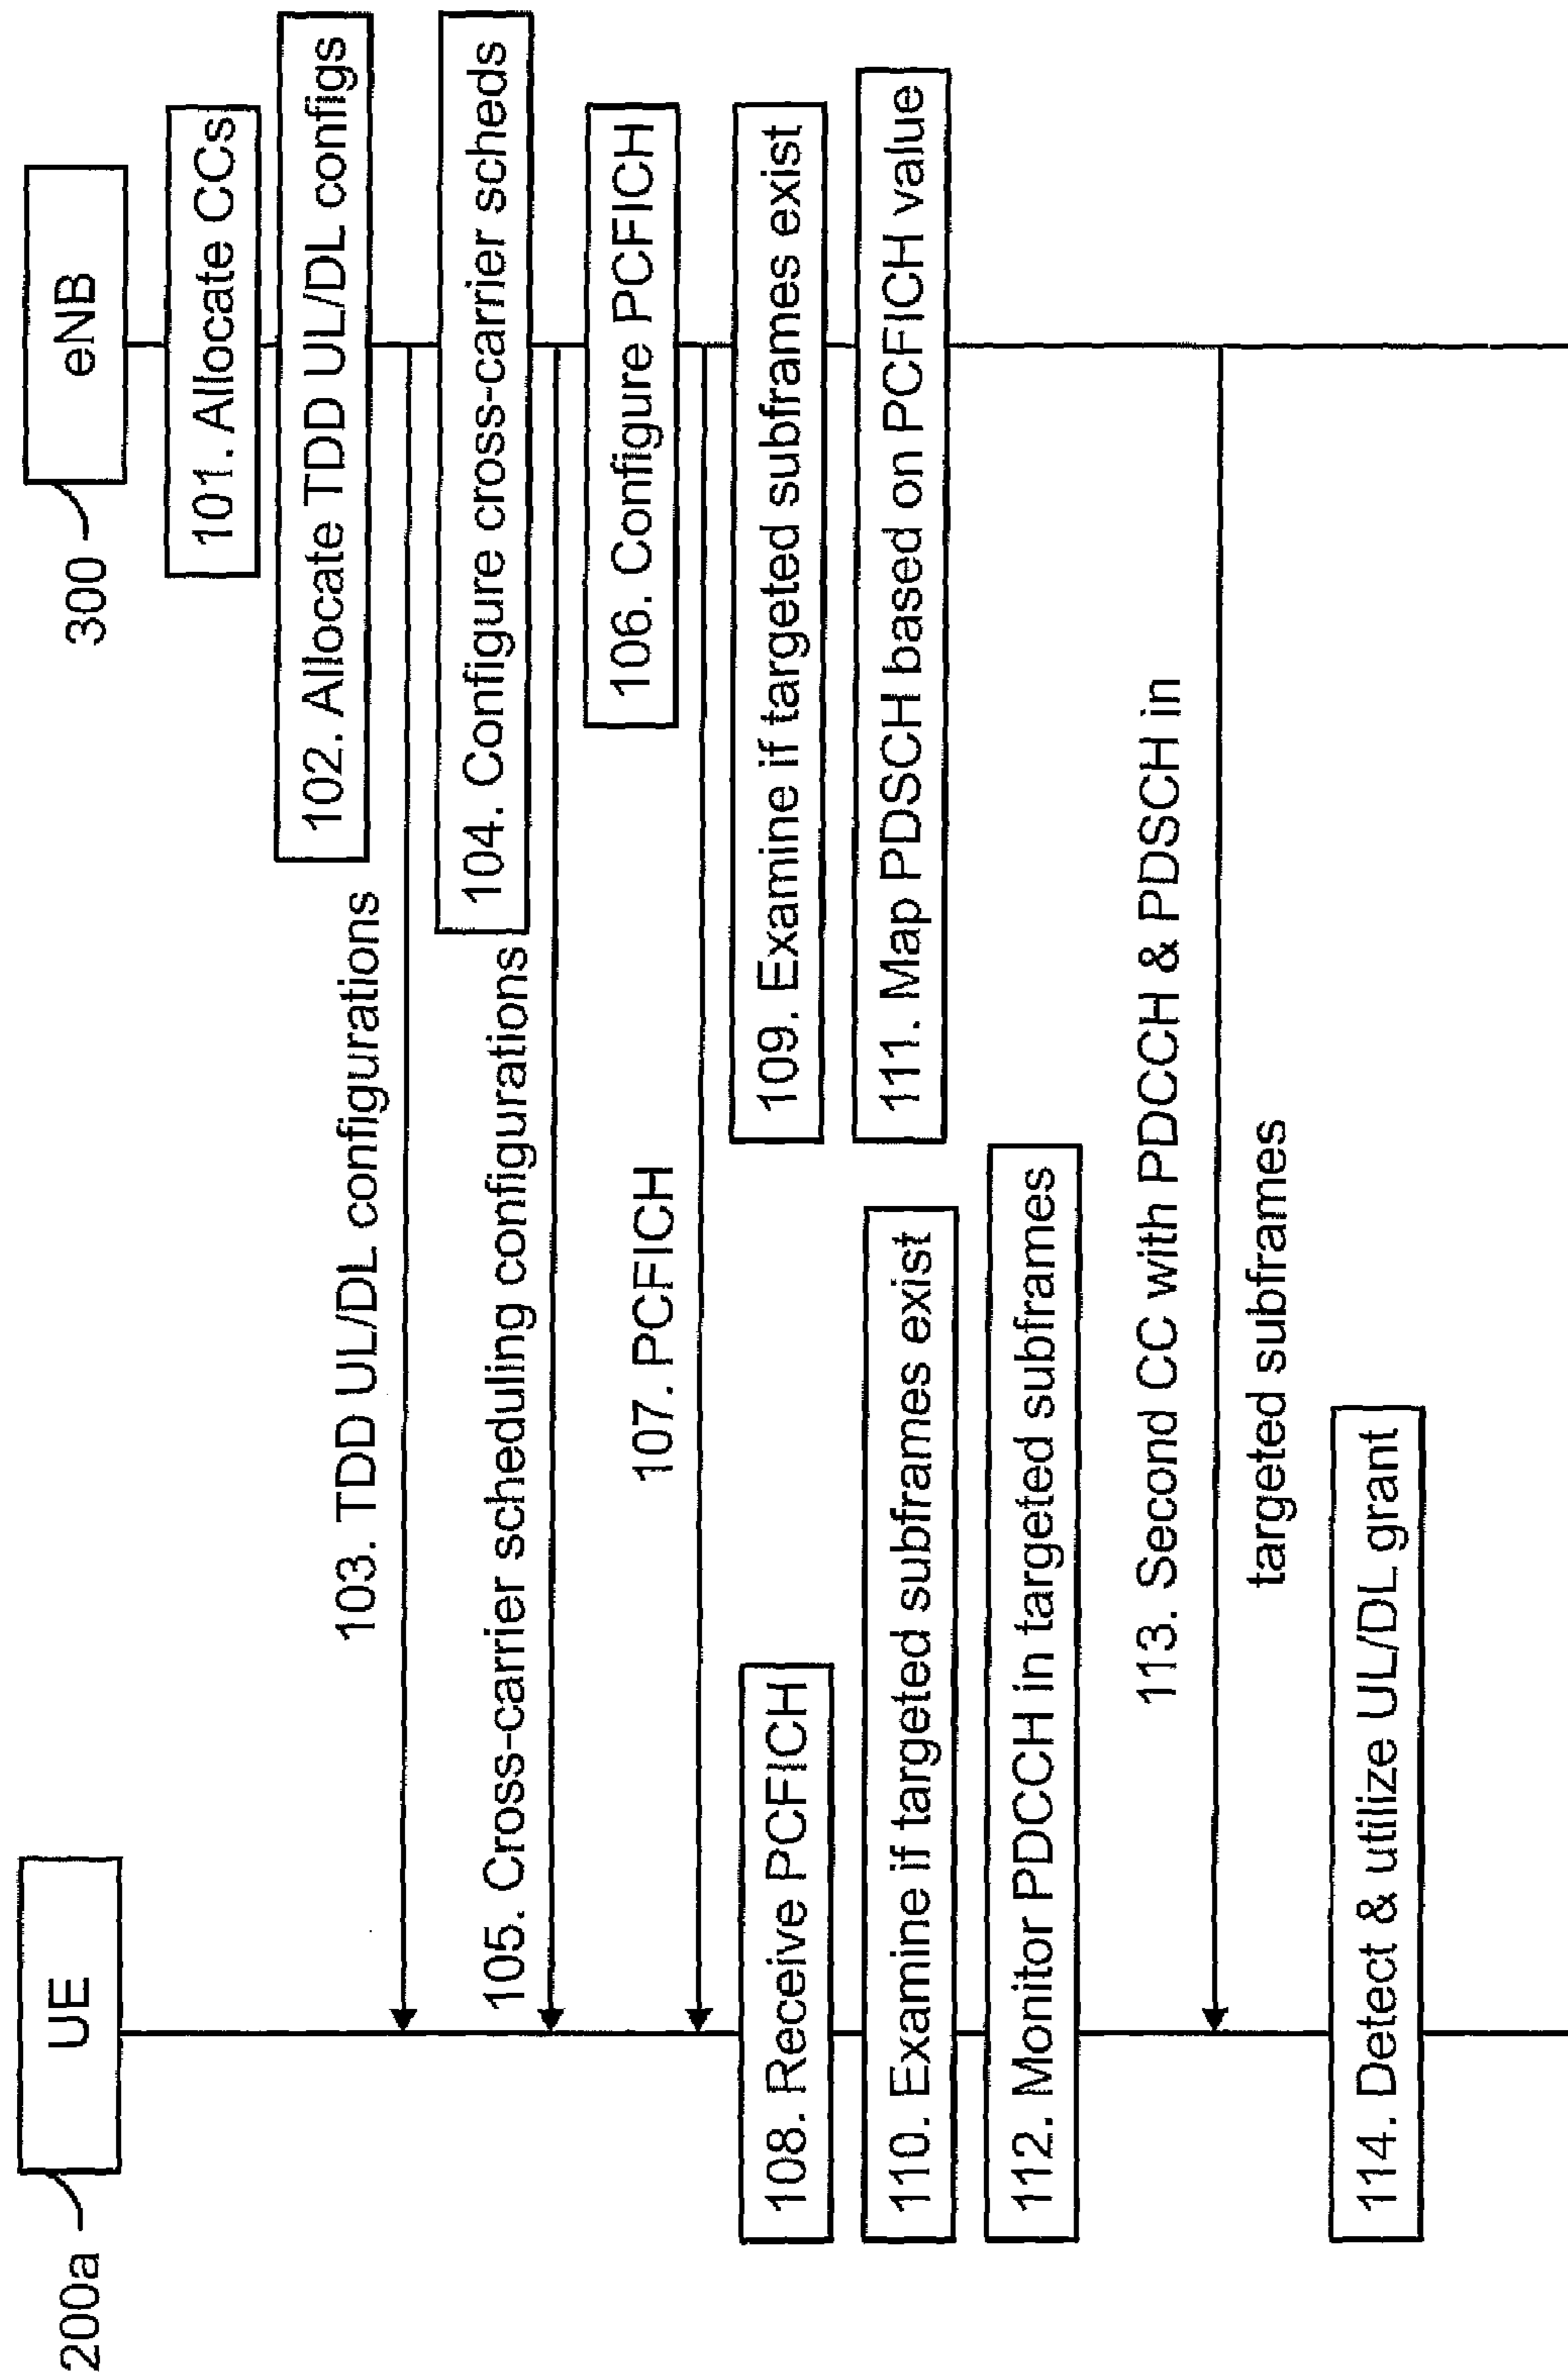 200a
UE
300
eNB
101. Allocate CCs
102. Allocate TDD UL/DL configs
103. TDD UL/DL configurations
104. Configure cross-carrier scheds
105. Cross-carrier scheduling configurations
106. Configure PCFICH
107. PCFICH
108. Receive PCFICH
109. Examine if targeted subframes exist
110. Examine if targeted subframes exist
111. Map PDSCH based on PCFICH value
112. Monitor PDCCH in targeted subframes
113. Second CC with PDCCH & PDSCH in
targeted subframes
114. Detect & utilize UL/DL grant